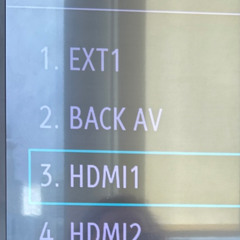 1. EXT1
2. BACK AV
3. HDMI1
4. HDMI2